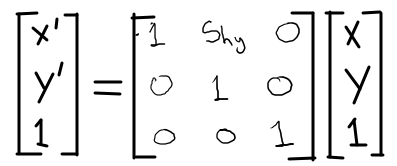 [x'] [1 Shy 0] [x]
[y'] = [0 1 0] [y]
[1] [0 0 1] [1]